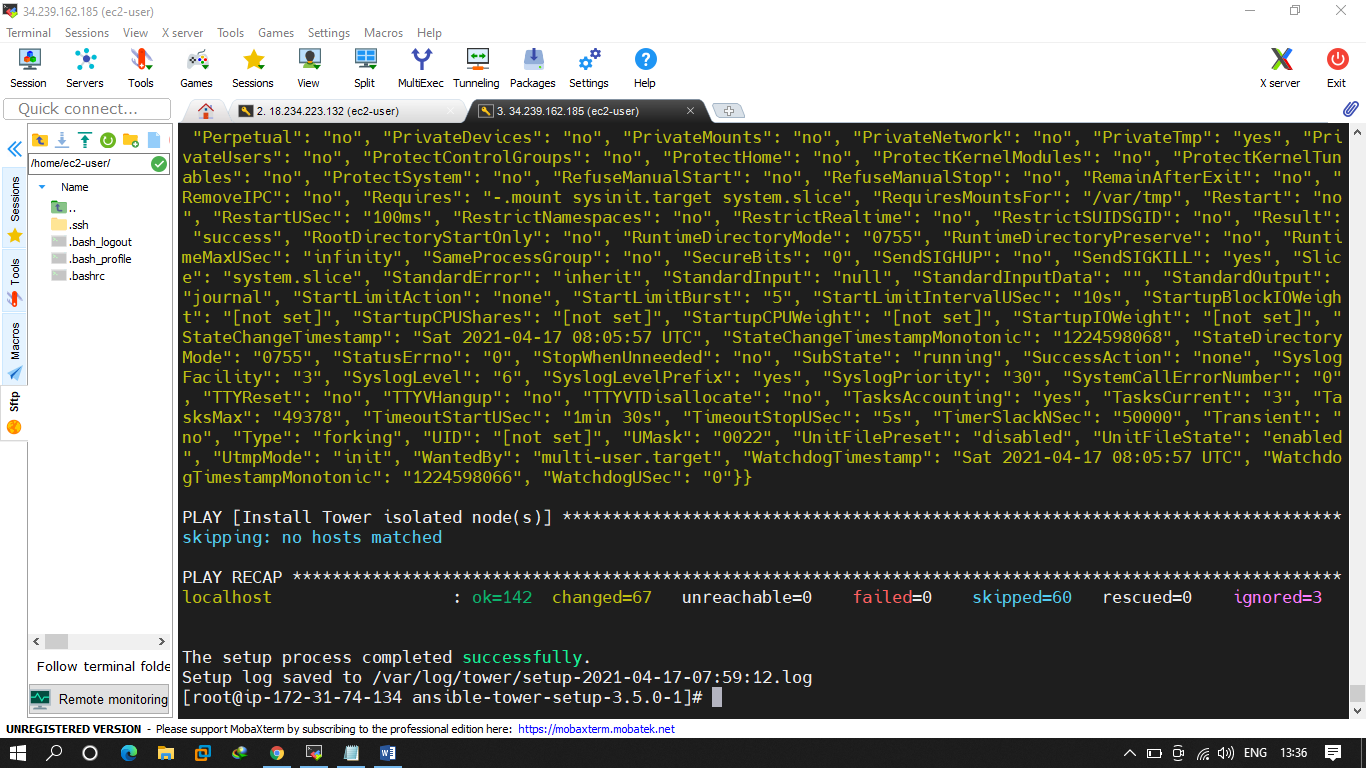 34.239.162.185 (ec2-user)
Terminal Sessions View X server Tools Games Settings Macros Help
Session Servers Tools Games Sessions View Split MultiExec Tunneling Packages Settings Help X server Exit
Quick connect...
2. 18.234.223.132 (ec2-user)
3. 34.239.162.185 (ec2-user)
/home/ec2-user/
Name
..
.ssh
.bash_logout
.bash_profile
.bashrc
Sessions
Tools
Macros
Sftp
Follow terminal folde
Remote monitoring
"Perpetual": "no", "PrivateDevices": "no", "PrivateMounts": "no", "PrivateNetwork": "no", "PrivateTmp": "yes", "Pri
vateUsers": "no", "ProtectControlGroups": "no", "ProtectHome": "no", "ProtectKernelModules": "no", "ProtectKernelTun
ables": "no", "ProtectSystem": "no", "RefuseManualStart": "no", "RefuseManualStop": "no", "RemainAfterExit": "no", "
RemoveIPC": "no", "Requires": "-.mount sysinit.target system.slice", "RequiresMountsFor": "/var/tmp", "Restart": "no
", "RestartUSec": "100ms", "RestrictNamespaces": "no", "RestrictRealtime": "no", "RestrictSUIDSGID": "no", "Result":
"success", "RootDirectoryStartOnly": "no", "RuntimeDirectoryMode": "0755", "RuntimeDirectoryPreserve": "no", "Runti
meMaxUSec": "infinity", "SameProcessGroup": "no", "SecureBits": "0", "SendSIGHUP": "no", "SendSIGKILL": "yes", "Slic
e": "system.slice", "StandardError": "inherit", "StandardInput": "null", "StandardInputData": "", "StandardOutput":
"journal", "StartLimitAction": "none", "StartLimitBurst": "5", "StartLimitIntervalUSec": "10s", "StartupBlockIOWeigh
t": "[not set]", "StartupCPUShares": "[not set]", "StartupCPUWeight": "[not set]", "StartupIOWeight": "[not set]", "
StateChangeTimestamp": "Sat 2021-04-17 08:05:57 UTC", "StateChangeTimestampMonotonic": "1224598068", "StateDirectory
Mode": "0755", "StatusErrno": "0", "StopWhenUnneeded": "no", "SubState": "running", "SuccessAction": "none", "Syslog
Facility": "3", "SyslogLevel": "6", "SyslogLevelPrefix": "yes", "SyslogPriority": "30", "SystemCallErrorNumber": "0"
, "TTYReset": "no", "TTYVHangup": "no", "TTYVTDisallocate": "no", "TasksAccounting": "yes", "TasksCurrent": "3", "Ta
sksMax": "49378", "TimeoutStartUSec": "1min 30s", "TimeoutStopUSec": "5s", "TimerSlackNSec": "50000", "Transient": "
no", "Type": "forking", "UID": "[not set]", "UMask": "0022", "UnitFilePreset": "disabled", "UnitFileState": "enabled
", "UtmpMode": "init", "WantedBy": "multi-user.target", "WatchdogTimestamp": "Sat 2021-04-17 08:05:57 UTC", "Watchdo
gTimestampMonotonic": "1224598066", "WatchdogUSec": "0"}}
PLAY [Install Tower isolated node(s)] ******************************************************************************
skipping: no hosts matched
PLAY RECAP *********************************************************************************************************
localhost : ok=142 changed=67 unreachable=0 failed=0 skipped=60 rescued=0 ignored=3
The setup process completed successfully.
Setup log saved to /var/log/tower/setup-2021-04-17-07:59:12.log
[root@ip-172-31-74-134 ansible-tower-setup-3.5.0-1]#
UNREGISTERED VERSION - Please support MobaXterm by subscribing to the professional edition here: https://mobaxterm.mobatek.net
ENG 13:36